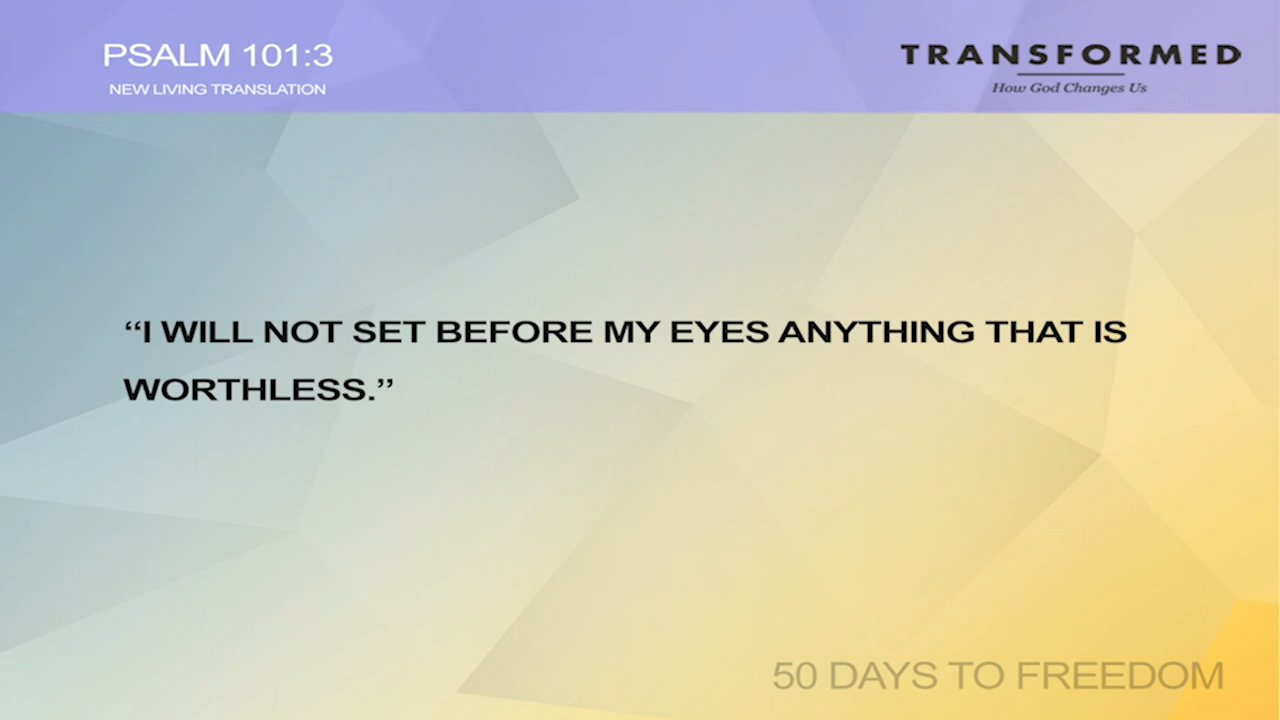 PSALM 101:3
NEW LIVING TRANSLATION
TRANSFORMED
How God Changes Us
“I WILL NOT SET BEFORE MY EYES ANYTHING THAT IS
WORTHLESS.”
50 DAYS TO FREEDOM